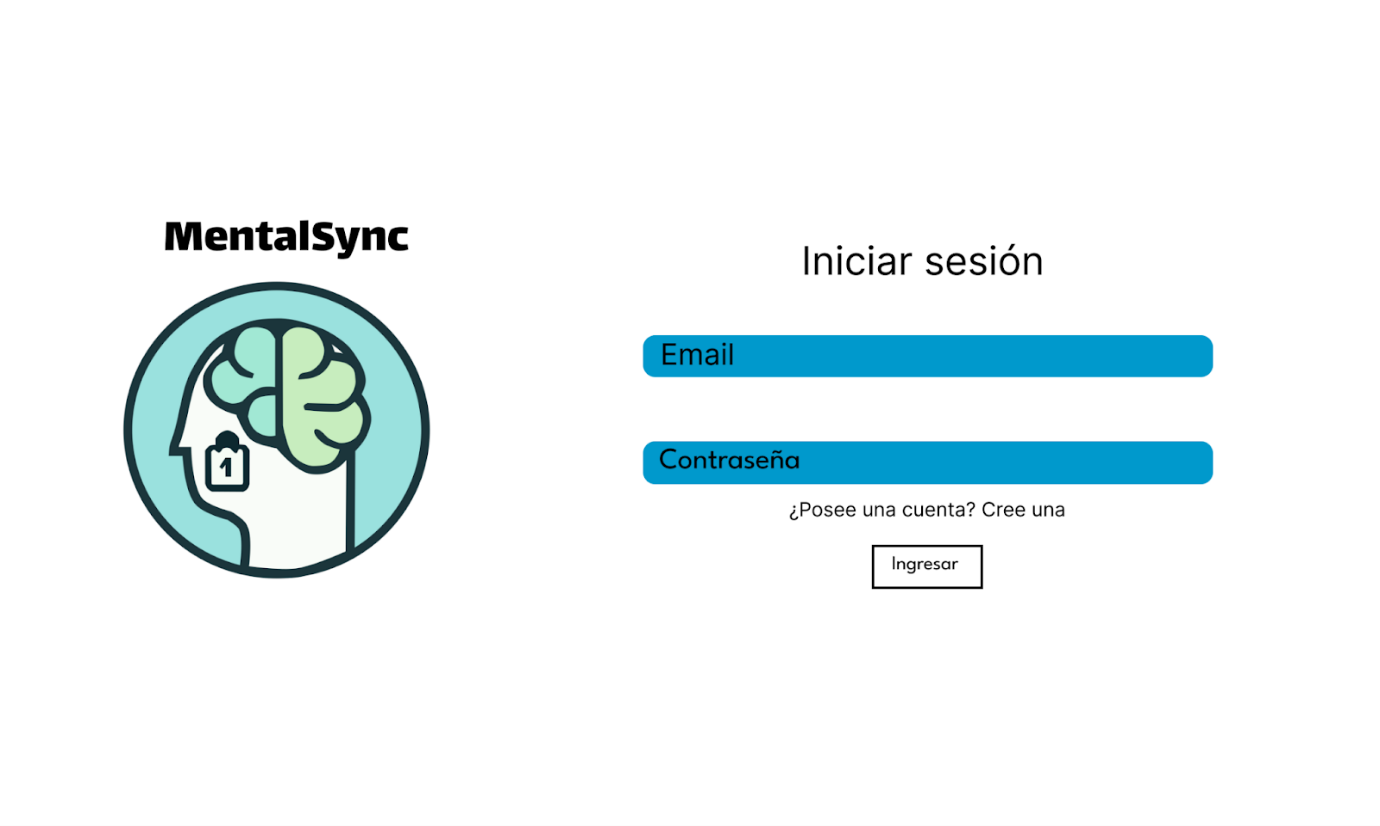 MentalSync
1
Iniciar sesión
Email
Contraseña
¿Posee una cuenta? Cree una
Ingresar